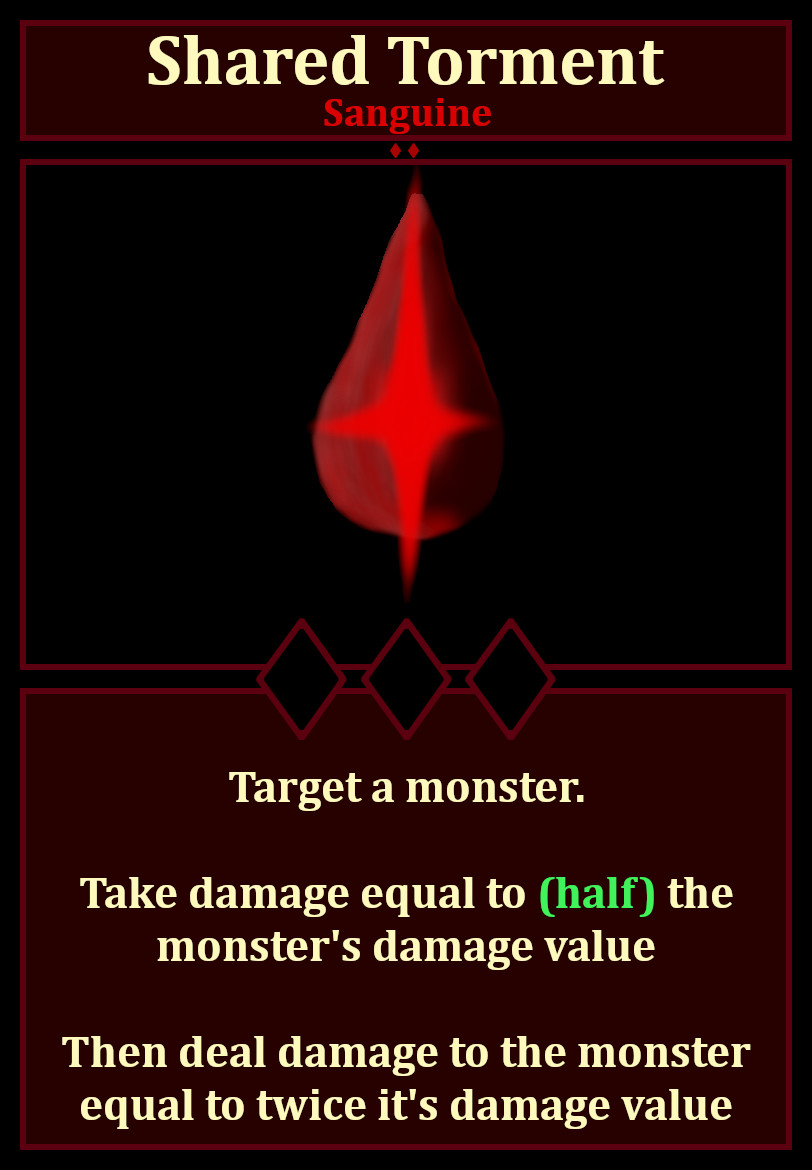 Shared Torment
Sanguine
Target a monster.
Take damage equal to (half) the
monster's damage value
Then deal damage to the monster
equal to twice it's damage value